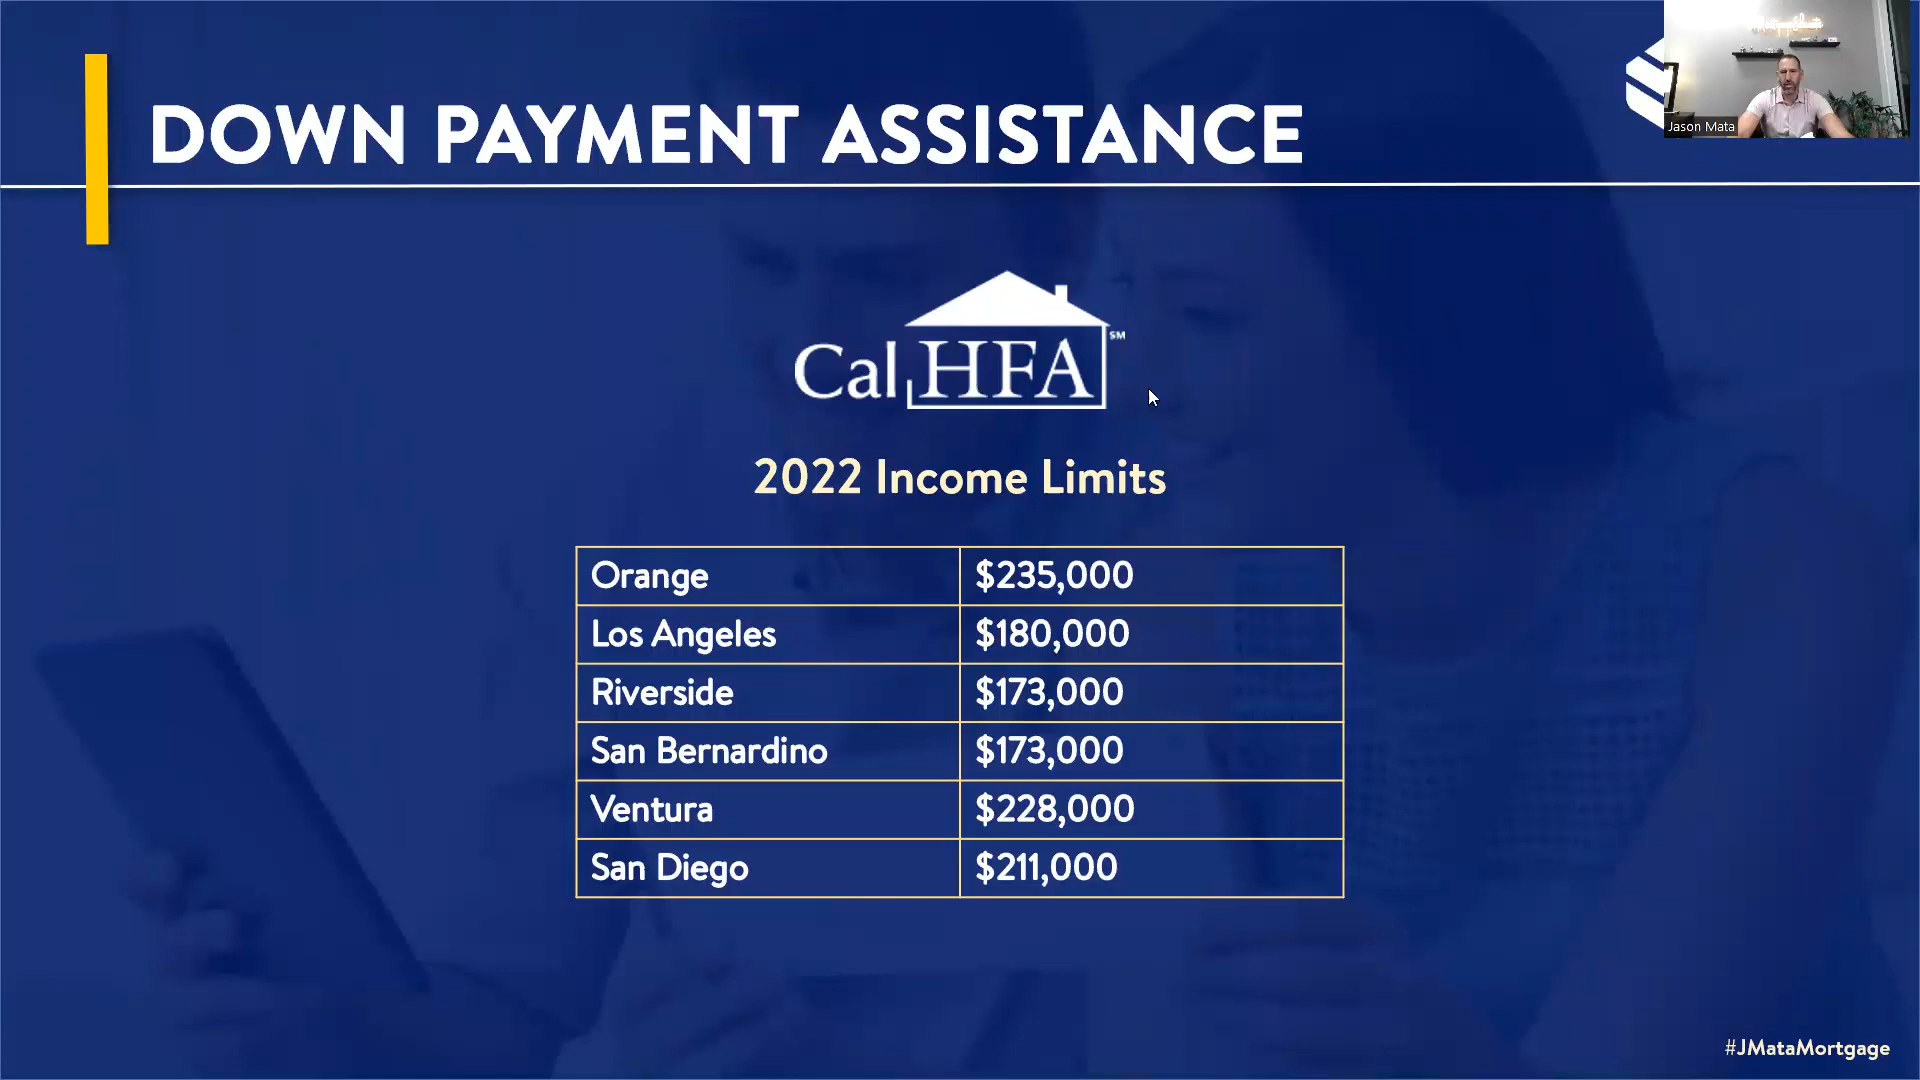 DOWN PAYMENT ASSISTANCE
Jason Mata
Cal HFA SM
2022 Income Limits
Orange $235,000
Los Angeles $180,000
Riverside $173,000
San Bernardino $173,000
Ventura $228,000
San Diego $211,000
#JMataMortgage